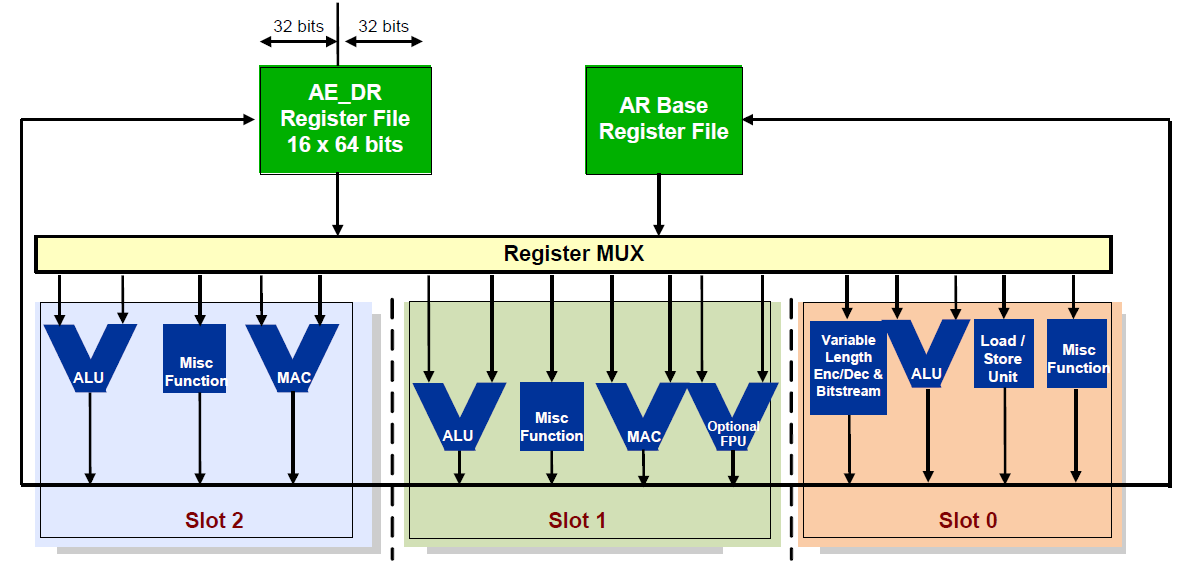 32 bits
32 bits
AE_DR
Register File
16 x 64 bits
AR Base
Register File
Register MUX
ALU
Misc
Function
MAC
Slot 2
ALU
Misc
Function
MAC
Optional
FPU
Slot 1
Variable
Length
Enc/Dec &
Bitstream
ALU
Load /
Store
Unit
Misc
Function
Slot 0